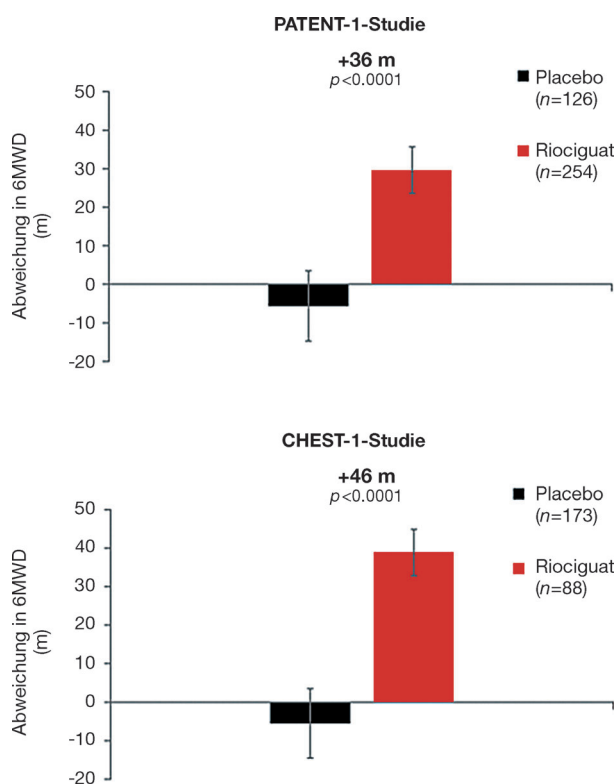 PATENT-1-Studie
+36 m
p<0.0001
Placebo
(n=126)
Riociguat
(n=254)
Abweichung in 6MWD
(m)
50
40
30
20
10
0
-10
-20
CHEST-1-Studie
+46 m
p<0.0001
Placebo
(n=173)
Riociguat
(n=88)
Abweichung in 6MWD
(m)
50
40
30
20
10
0
-10
-20